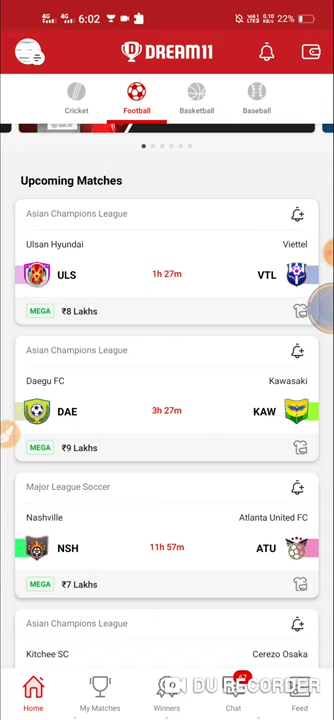 4G 4G 6:02 22%
DREAM11
Cricket Football Basketball Baseball
Upcoming Matches
Asian Champions League
Ulsan Hyundai Viettel
ULS 1h 27m VTL
MEGA ₹8 Lakhs
Asian Champions League
Daegu FC Kawasaki
DAE 3h 27m KAW
MEGA ₹9 Lakhs
Major League Soccer
Nashville Atlanta United FC
NSH 11h 57m ATU
MEGA ₹7 Lakhs
Asian Champions League
Kitchee SC Cerezo Osaka
DU RECORDER
Home My Matches Winners Chat Feed